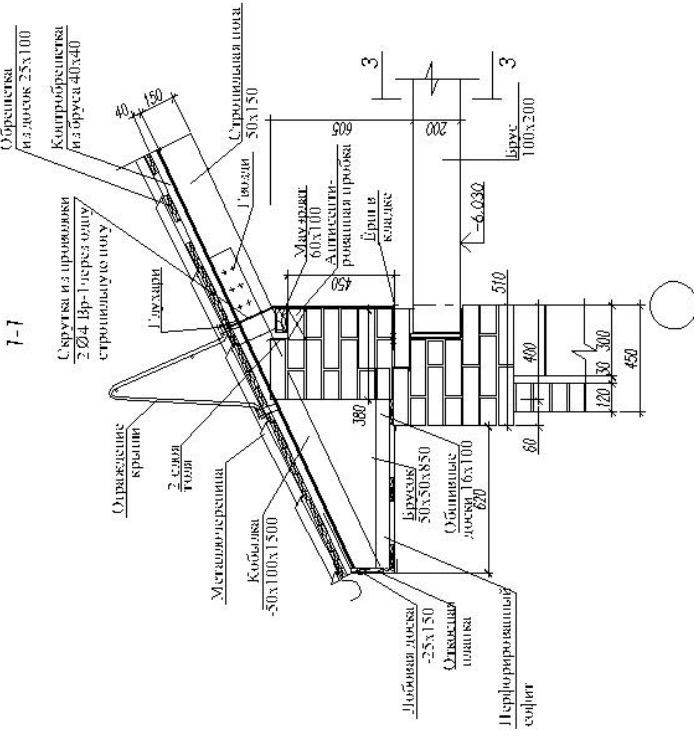 1-1
Обрешетка
из досок 25х100
Контробрешетка
из бруса 40х40
Скрутка из проволоки
2 Ø4 Вр-1 через одну
стропильную ногу
Глухари
Ограждение
крыши
2 слоя
толя
Металлочерепица
Кобылка
-50х100х1500
Лобовая доска
-25х150
Откосная
планка
Перфорированный
софит
40
150
Стропильная нога
50х150
Гвозди
Мауэрлат
60х100
Антисепти-
рованная пробка
Ерш в
кладке
605
200
450
3
3
Брус
100х200
-6.030
510
380
Брусок
50х50х850
Обшивные
доски 16х100
620
400
60
120
30
300
450